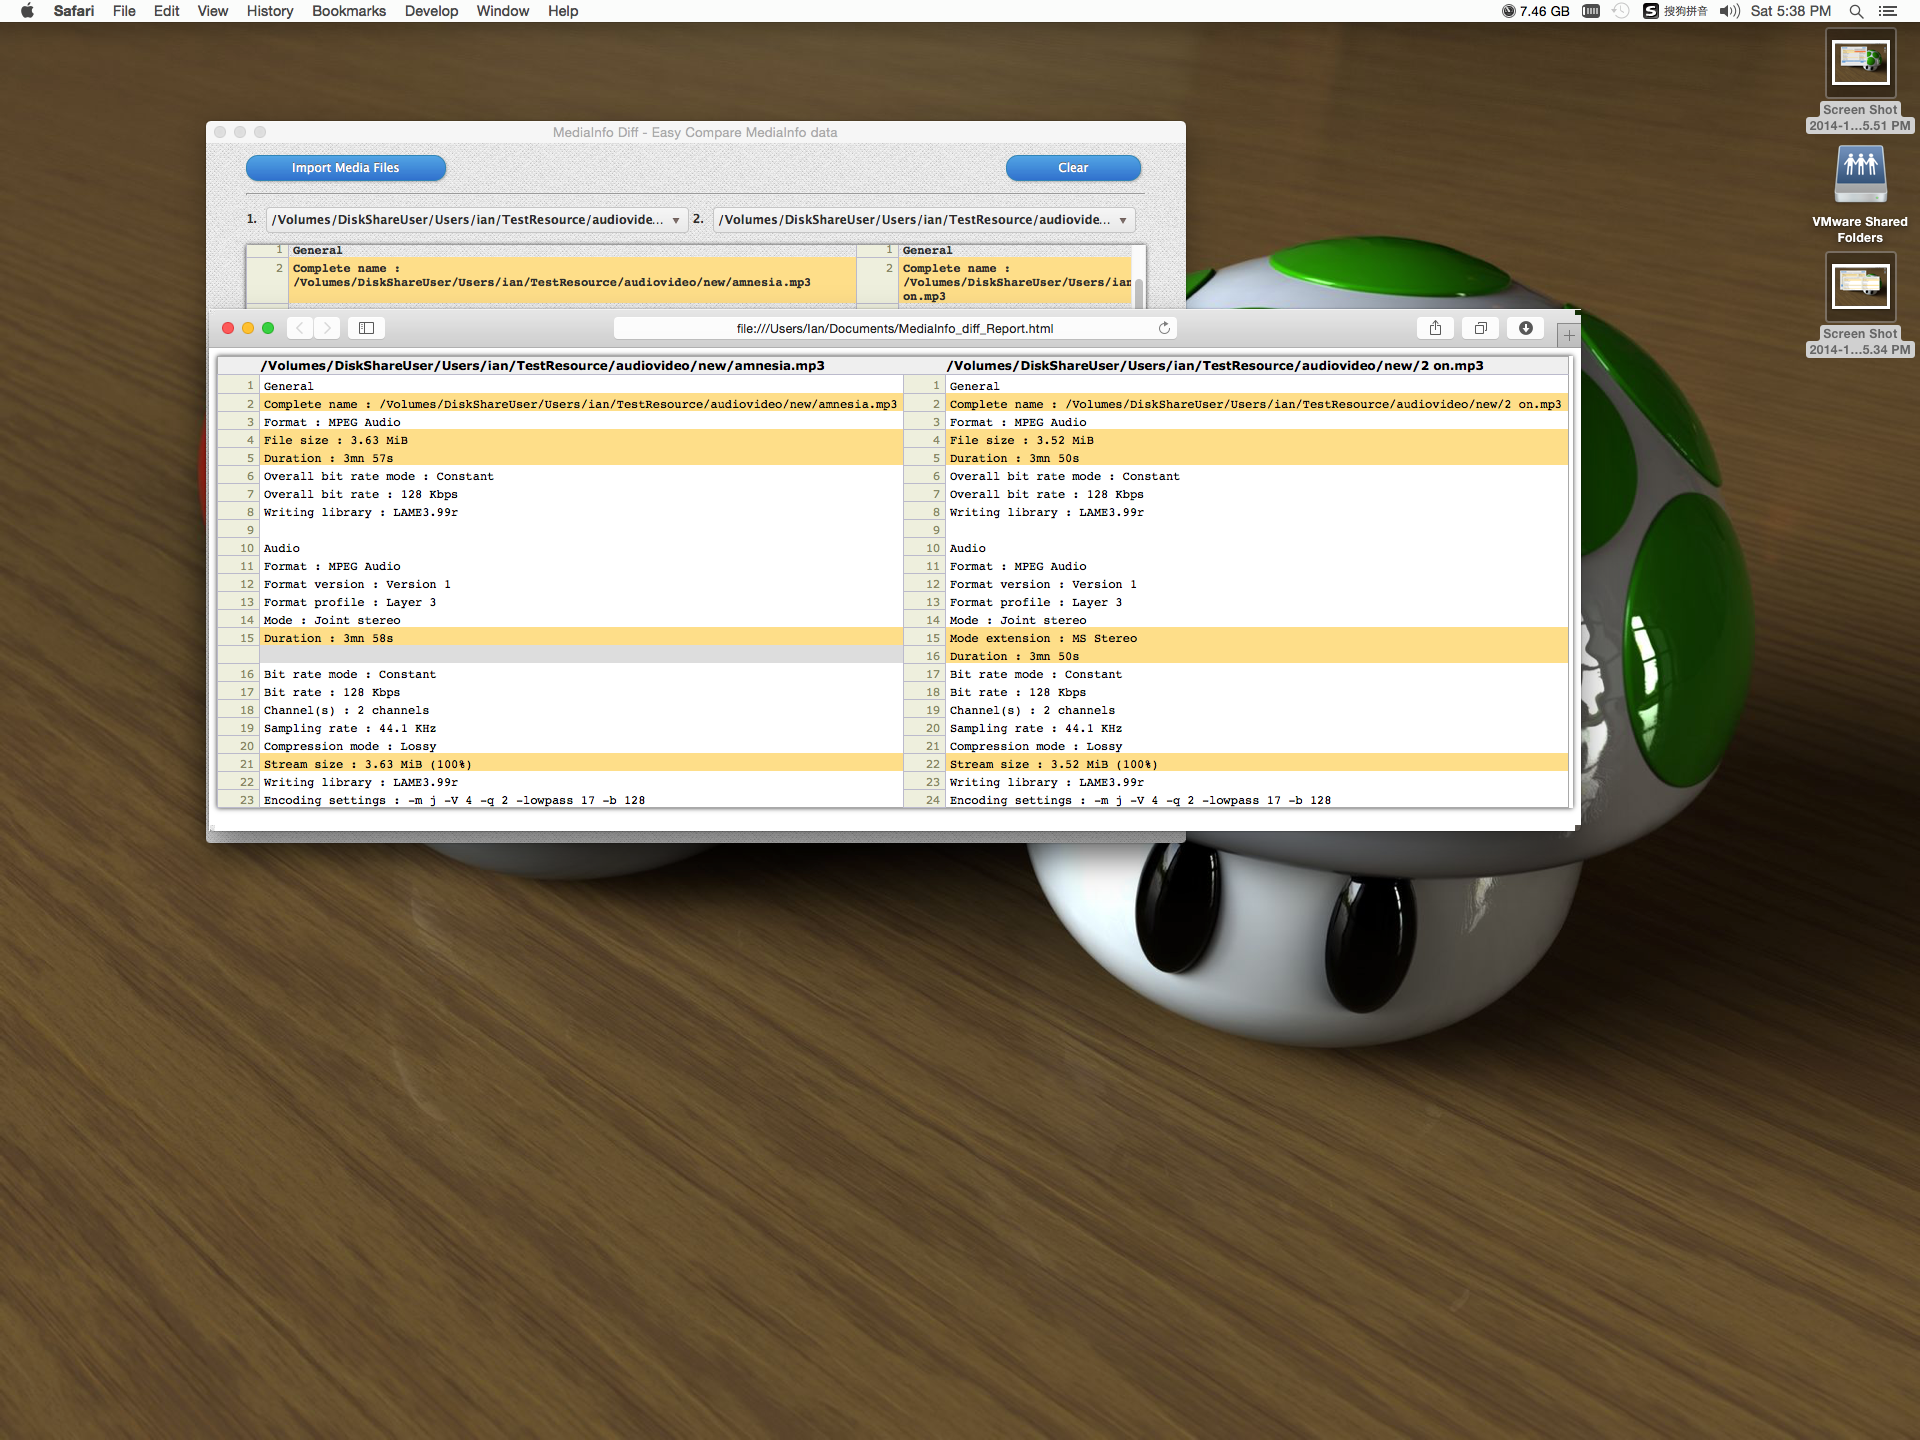 Safari File Edit View History Bookmarks Develop Window Help 7.46 GB S 搜狗拼音 Sat 5:38 PM
Screen Shot
2014-1...5.51 PM
VMware Shared
Folders
Screen Shot
2014-1...5.34 PM
MediaInfo Diff - Easy Compare MediaInfo data
Import Media Files Clear
1. /Volumes/DiskShareUser/Users/ian/TestResource/audiovide... 2. /Volumes/DiskShareUser/Users/ian/TestResource/audiovide...
1 General 1 General
2 Complete name : 2 Complete name :
/Volumes/DiskShareUser/Users/ian/TestResource/audiovideo/new/amnesia.mp3 /Volumes/DiskShareUser/Users/ian
on.mp3
file:///Users/Ian/Documents/MediaInfo_diff_Report.html
/Volumes/DiskShareUser/Users/ian/TestResource/audiovideo/new/amnesia.mp3 /Volumes/DiskShareUser/Users/ian/TestResource/audiovideo/new/2 on.mp3
1 General 1 General
2 Complete name : /Volumes/DiskShareUser/Users/ian/TestResource/audiovideo/new/amnesia.mp3 2 Complete name : /Volumes/DiskShareUser/Users/ian/TestResource/audiovideo/new/2 on.mp3
3 Format : MPEG Audio 3 Format : MPEG Audio
4 File size : 3.63 MiB 4 File size : 3.52 MiB
5 Duration : 3mn 57s 5 Duration : 3mn 50s
6 Overall bit rate mode : Constant 6 Overall bit rate mode : Constant
7 Overall bit rate : 128 Kbps 7 Overall bit rate : 128 Kbps
8 Writing library : LAME3.99r 8 Writing library : LAME3.99r
9 9
10 Audio 10 Audio
11 Format : MPEG Audio 11 Format : MPEG Audio
12 Format version : Version 1 12 Format version : Version 1
13 Format profile : Layer 3 13 Format profile : Layer 3
14 Mode : Joint stereo 14 Mode : Joint stereo
15 Duration : 3mn 58s 15 Mode extension : MS Stereo
16 Duration : 3mn 50s
16 Bit rate mode : Constant 17 Bit rate mode : Constant
17 Bit rate : 128 Kbps 18 Bit rate : 128 Kbps
18 Channel(s) : 2 channels 19 Channel(s) : 2 channels
19 Sampling rate : 44.1 KHz 20 Sampling rate : 44.1 KHz
20 Compression mode : Lossy 21 Compression mode : Lossy
21 Stream size : 3.63 MiB (100%) 22 Stream size : 3.52 MiB (100%)
22 Writing library : LAME3.99r 23 Writing library : LAME3.99r
23 Encoding settings : -m j -V 4 -q 2 -lowpass 17 -b 128 24 Encoding settings : -m j -V 4 -q 2 -lowpass 17 -b 128